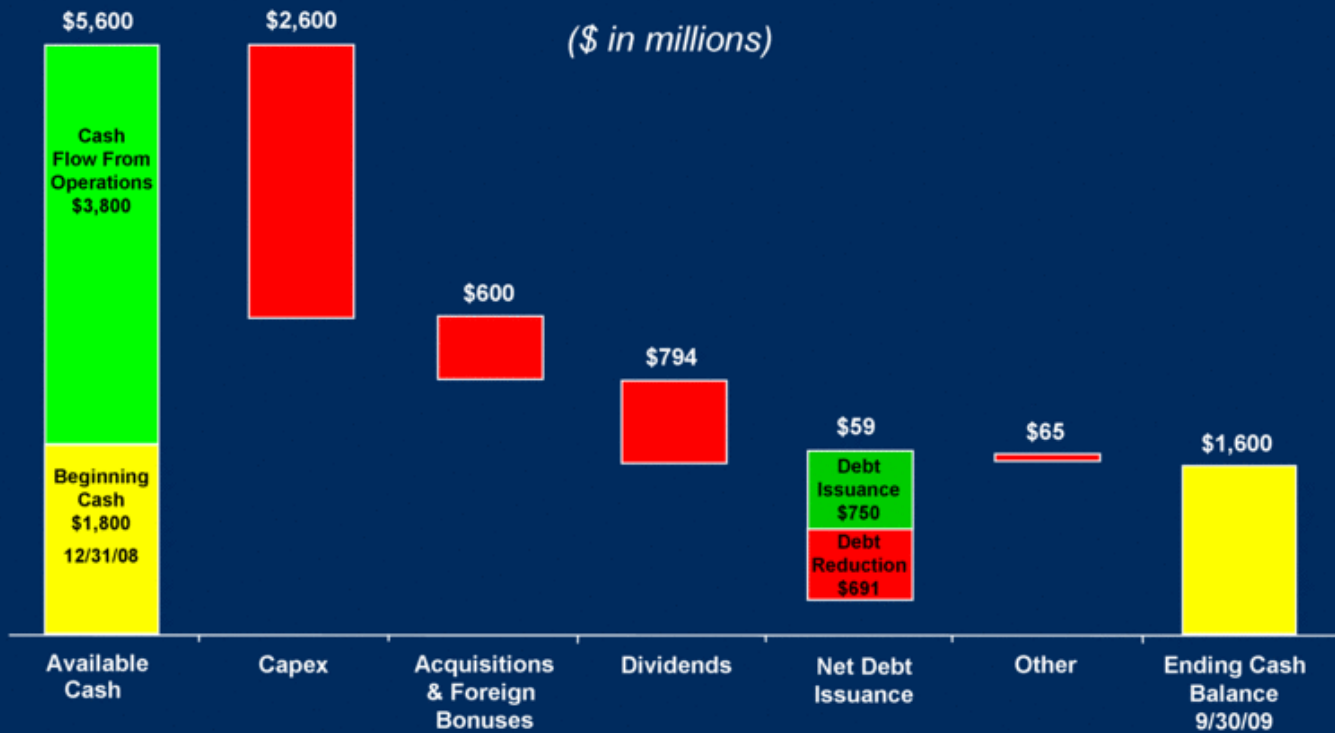 $5,600
$2,600
($ in millions)
Cash
Flow From
Operations
$3,800
$600
$794
$59
$65
$1,600
Beginning
Cash
$1,800
12/31/08
Debt
Issuance
$750
Debt
Reduction
$691
Available
Cash
Capex
Acquisitions
& Foreign
Bonuses
Dividends
Net Debt
Issuance
Other
Ending Cash
Balance
9/30/09